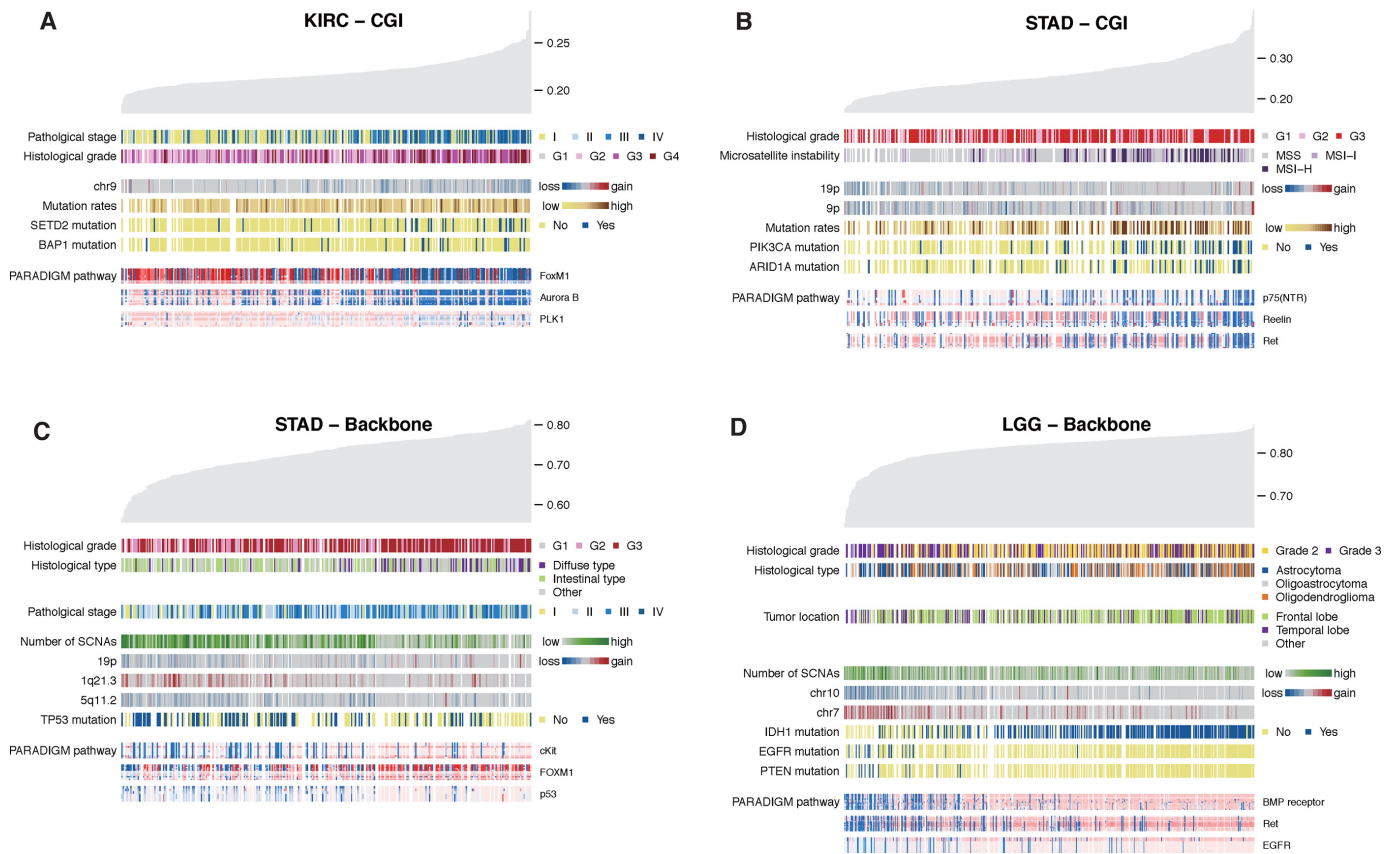 A
KIRC – CGI
0.25
0.20
Patholgical stage
I II III IV
Histological grade
G1 G2 G3 G4
chr9
loss gain
Mutation rates
low high
SETD2 mutation
No Yes
BAP1 mutation
PARADIGM pathway
FoxM1
Aurora B
PLK1
B
STAD – CGI
0.30
0.20
Histological grade
G1 G2 G3
Microsatellite instability
MSS MSI–I
MSI–H
19p
loss gain
9p
Mutation rates
low high
PIK3CA mutation
No Yes
ARID1A mutation
PARADIGM pathway
p75(NTR)
Reelin
Ret
C
STAD – Backbone
0.80
0.70
0.60
Histological grade
G1 G2 G3
Histological type
Diffuse type
Intestinal type
Other
Pathological stage
I II III IV
Number of SCNAs
low high
19p
loss gain
1q21.3
5q11.2
TP53 mutation
No Yes
PARADIGM pathway
cKit
FOXM1
p53
D
LGG – Backbone
0.80
0.70
Histological grade
Grade 2 Grade 3
Histological type
Astrocytoma
Oligoastrocytoma
Oligodendroglioma
Tumor location
Frontal lobe
Temporal lobe
Other
Number of SCNAs
low high
chr10
loss gain
chr7
IDH1 mutation
No Yes
EGFR mutation
PTEN mutation
PARADIGM pathway
BMP receptor
Ret
EGFR